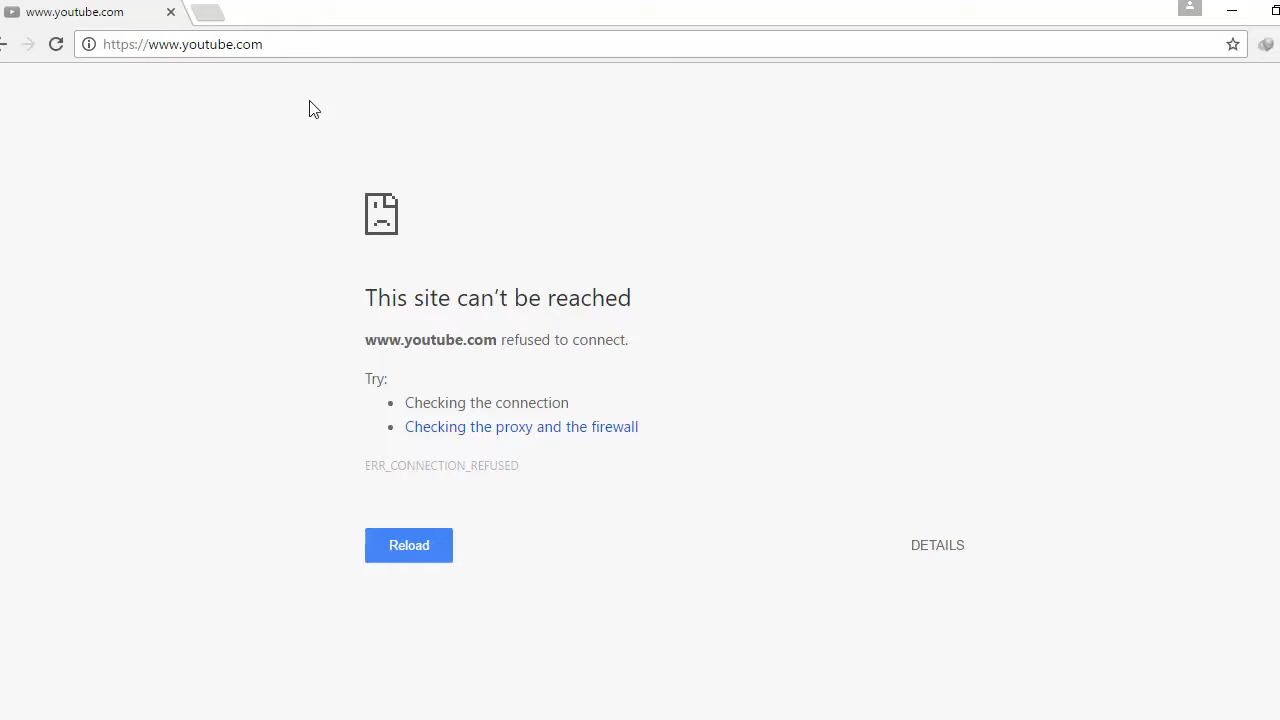 www.youtube.com
https://www.youtube.com
This site can’t be reached
www.youtube.com refused to connect.
Try:
Checking the connection
Checking the proxy and the firewall
ERR_CONNECTION_REFUSED
Reload
DETAILS